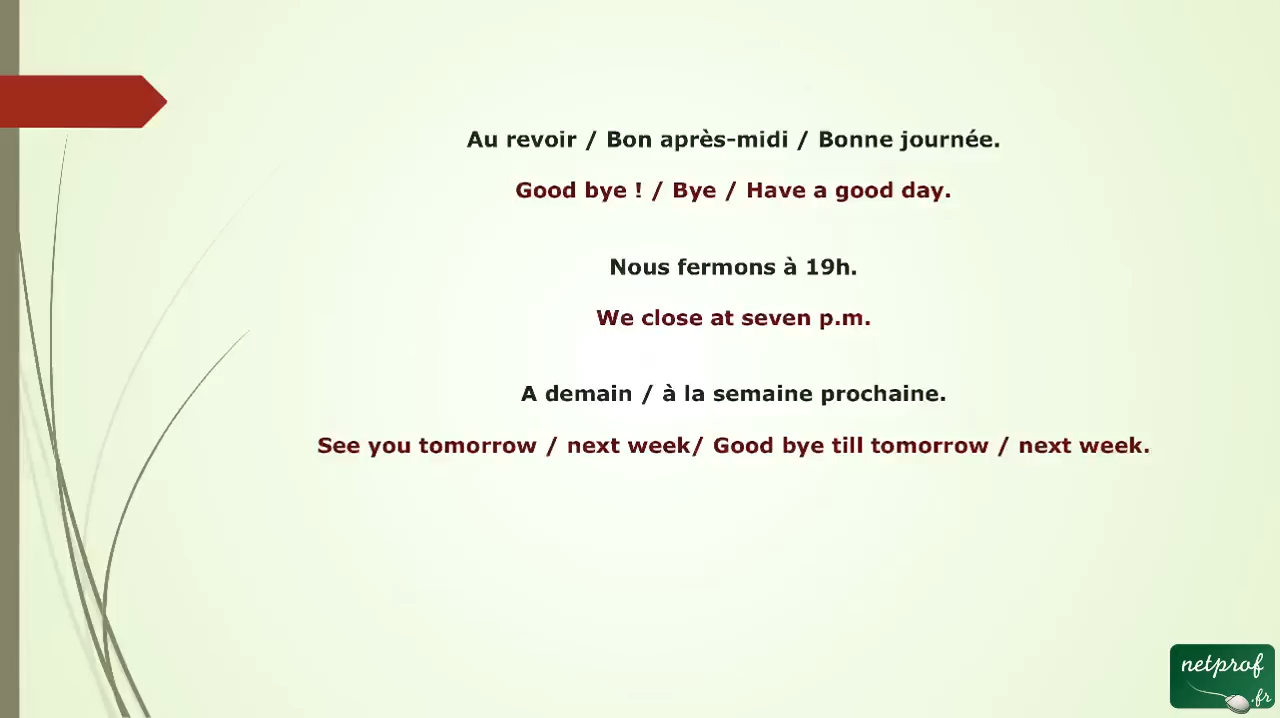 Au revoir / Bon après-midi / Bonne journée.
Good bye ! / Bye / Have a good day.
Nous fermons à 19h.
We close at seven p.m.
A demain / à la semaine prochaine.
See you tomorrow / next week/ Good bye till tomorrow / next week.
netprof
.fr